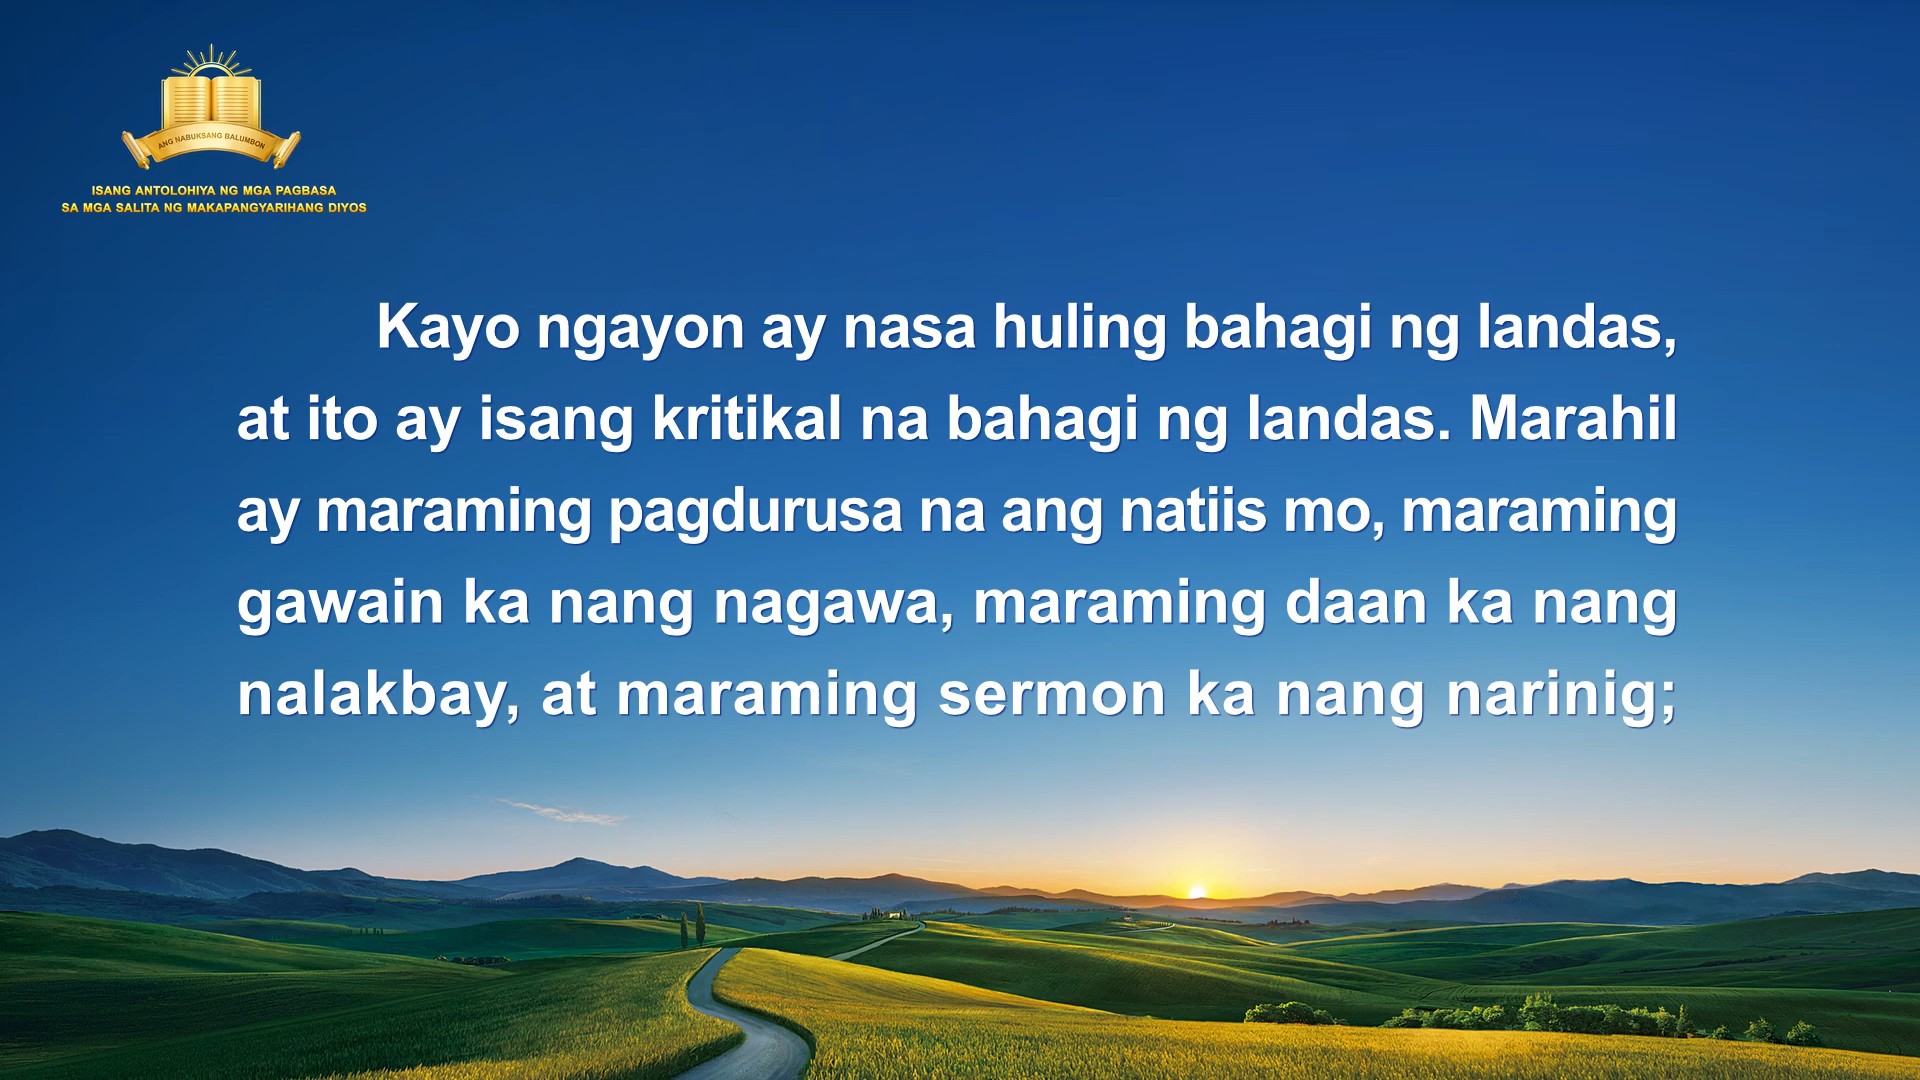 ANG NABUKSANG BALUMBON
ISANG ANTOLOHIYA NG MGA PAGBASA
SA MGA SALITA NG MAKAPANGYARIHANG DIYOS
Kayo ngayon ay nasa huling bahagi ng landas,
at ito ay isang kritikal na bahagi ng landas. Marahil
ay maraming pagdurusa na ang natiis mo, maraming
gawain ka nang nagawa, maraming daan ka nang
nalakbay, at maraming sermon ka nang narinig;